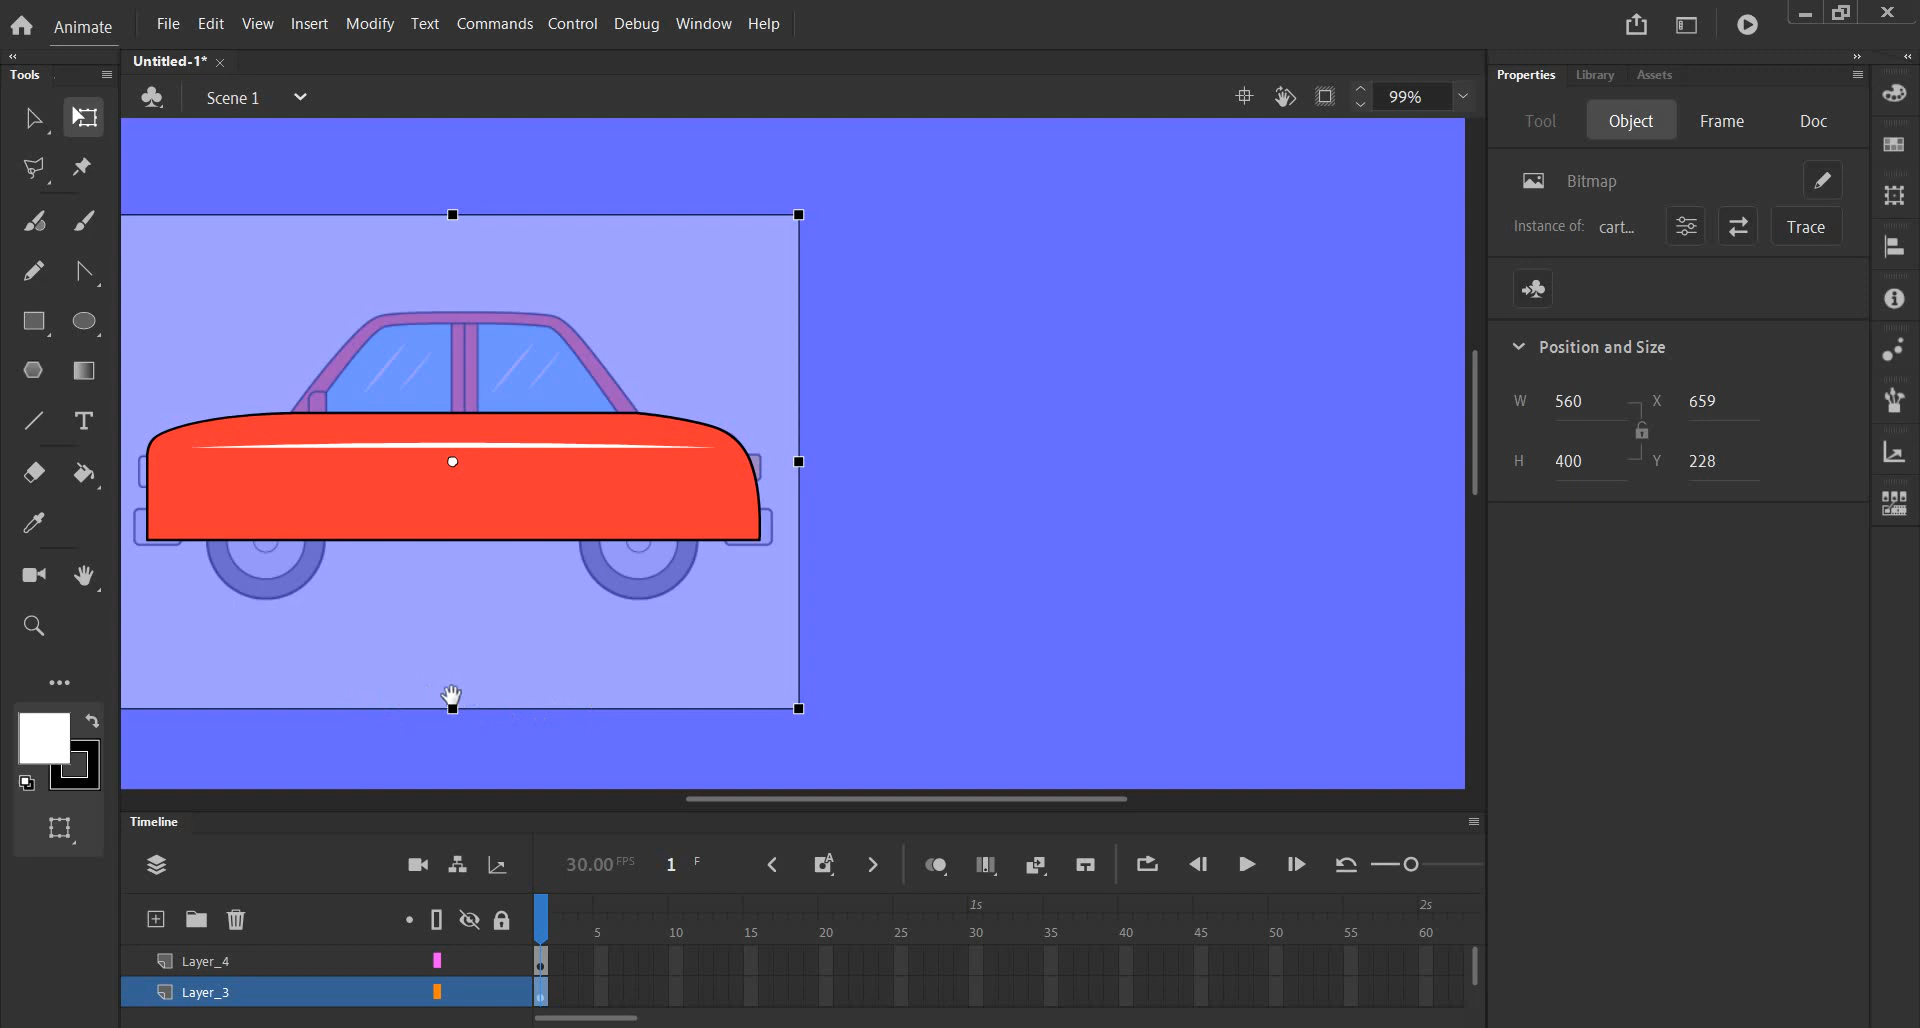 Animate File Edit View Insert Modify Text Commands Control Debug Window Help
Tools
Untitled-1*
Properties Library Assets
Scene 1
99%
Tool Object Frame Doc
Bitmap
Instance of: cart... Trace
Position and Size
W 560 X 659
H 400 Y 228
T
Timeline
30.00 FPS 1 F
1s 2s
5 10 15 20 25 30 35 40 45 50 55 60
Layer_4
Layer_3